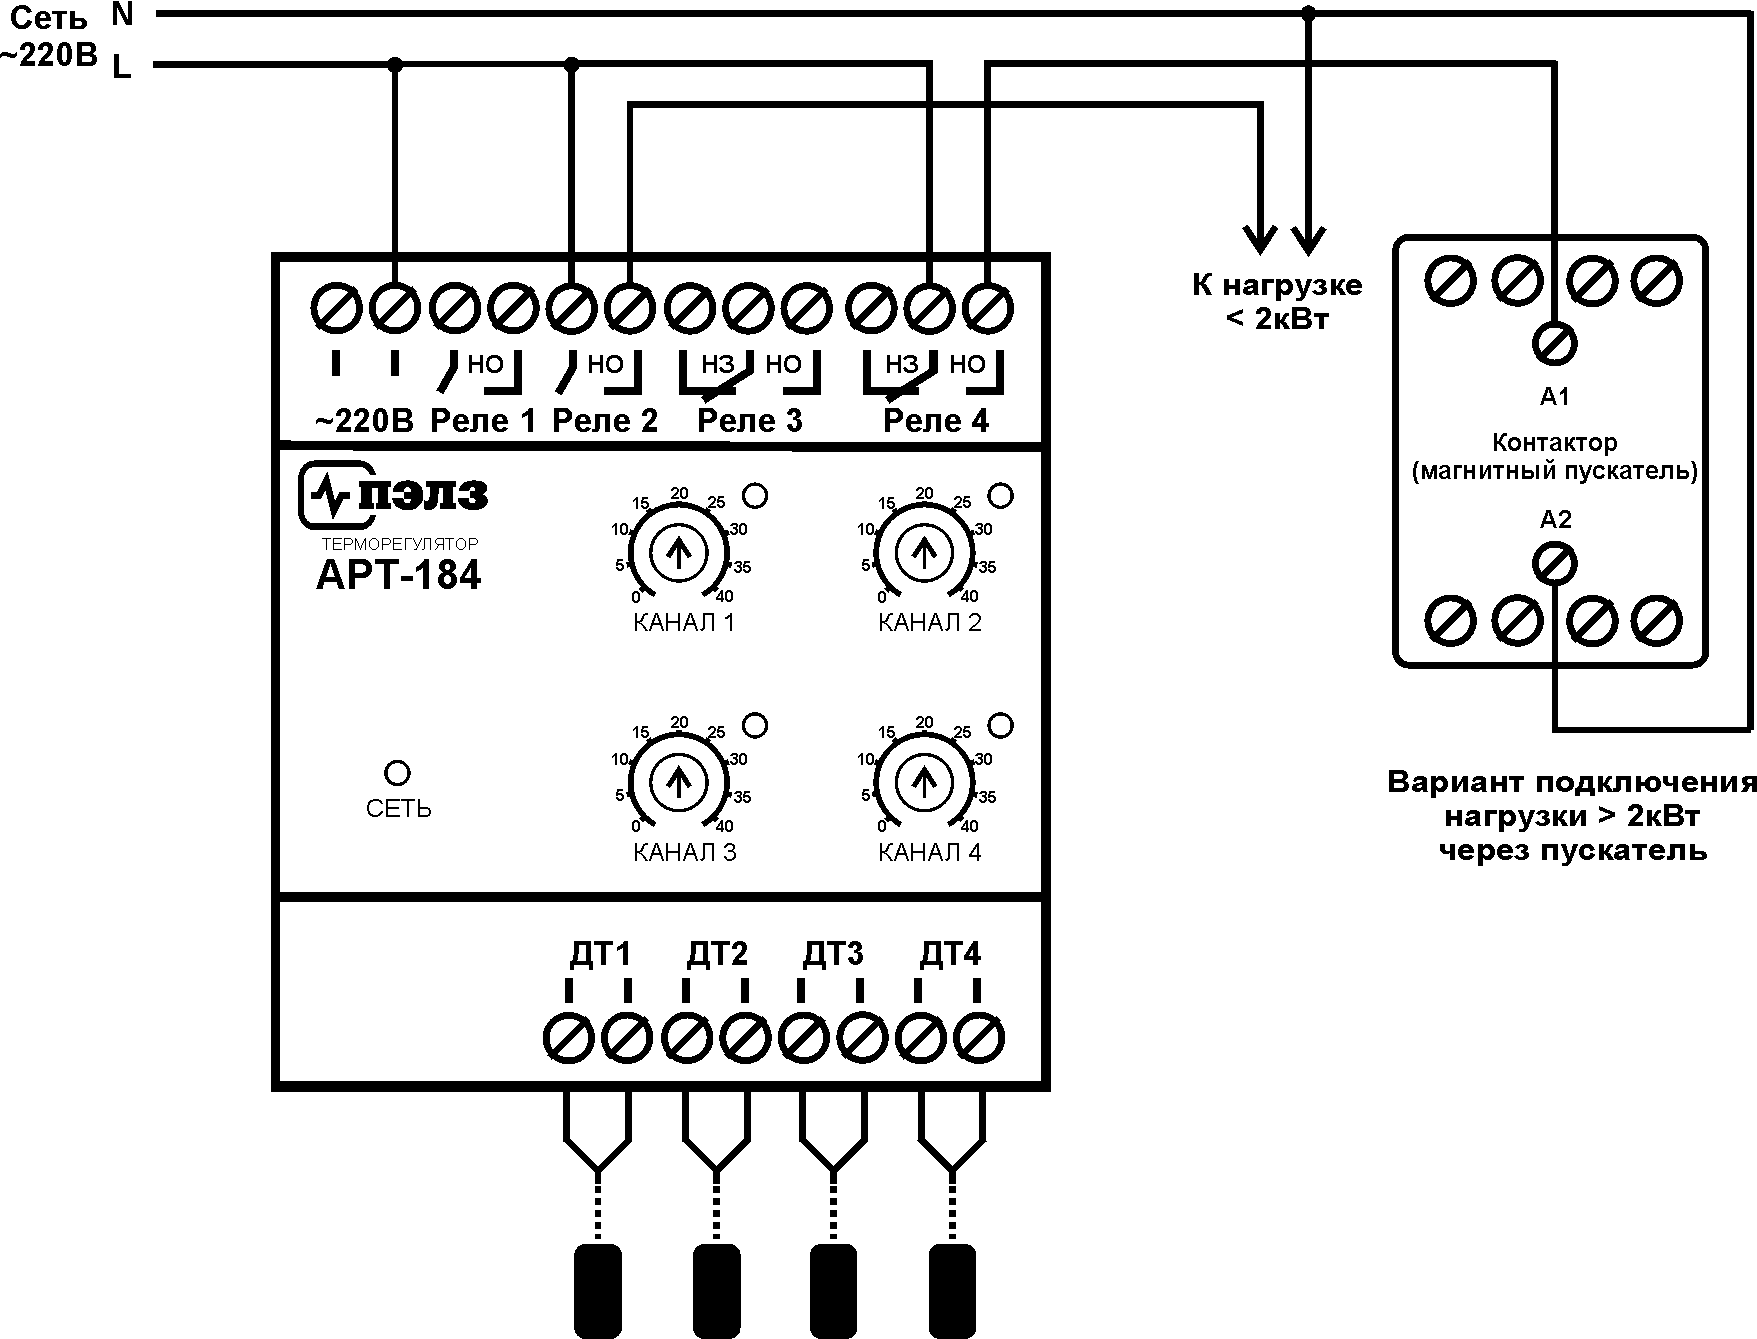 Сеть N
~220В L
К нагрузке
< 2кВт
НО НО НЗ НО НЗ НО
~220В Реле 1 Реле 2 Реле 3 Реле 4
А1
Контактор
(магнитный пускатель)
А2
пэлз
ТЕРМОРЕГУЛЯТОР
АРТ-184
0 5 10 15 20 25 30 35 40
КАНАЛ 1
0 5 10 15 20 25 30 35 40
КАНАЛ 2
СЕТЬ
0 5 10 15 20 25 30 35 40
КАНАЛ 3
0 5 10 15 20 25 30 35 40
КАНАЛ 4
Вариант подключения
нагрузки > 2кВт
через пускатель
ДТ1 ДТ2 ДТ3 ДТ4